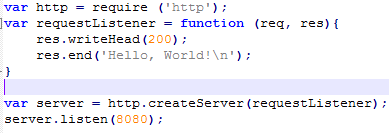 var http = require ('http');
var requestListener = function (req, res){
    res.writeHead(200);
    res.end('Hello, World!\n');
}
var server = http.createServer(requestListener);
server.listen(8080);